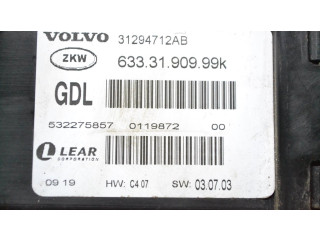 VOLVO 31294712AB
ZKW 633.31.909.99k
GDL
532275857 0119872 00
LEAR
CORPORATION
09 19 HW: C4 07 SW: 03.07.03